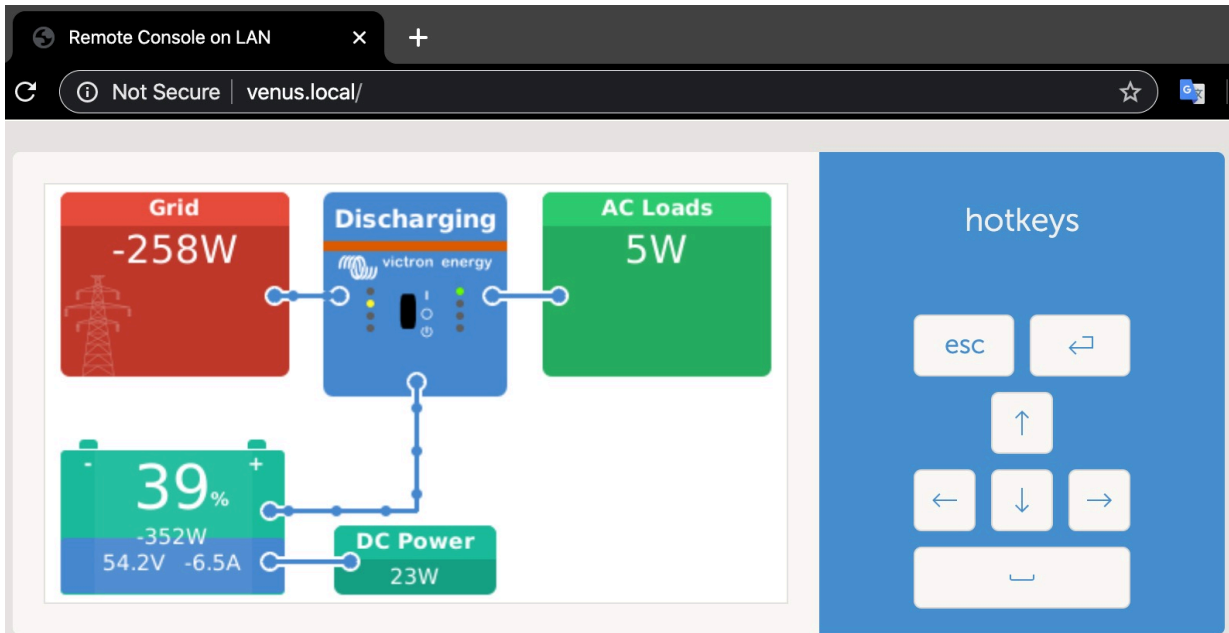 Remote Console on LAN
Not Secure venus.local/
Grid
-258W
Discharging
victron energy
AC Loads
5W
hotkeys
esc
- 39% +
-352W
54.2V -6.5A
DC Power
23W